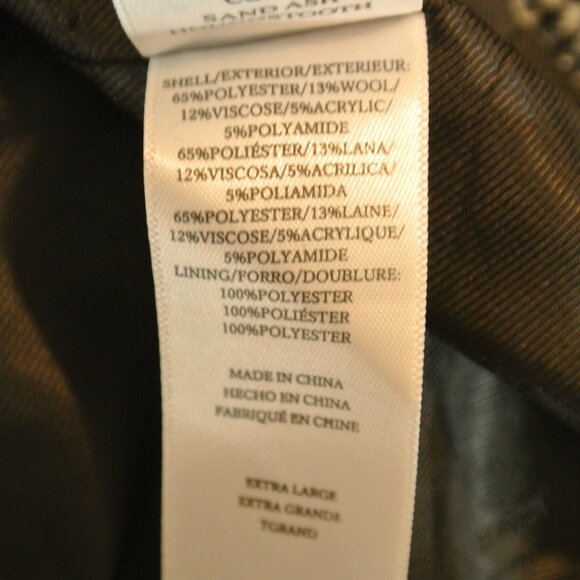 SAND ASH
HOUNDSTOOTH
SHELL/EXTERIOR/EXTERIEUR:
65%POLYESTER/13%WOOL/
12%VISCOSE/5%ACRYLIC/
5%POLYAMIDE
65%POLIÉSTER/13%LANA/
12%VISCOSA/5%ACRILICA/
5%POLIAMIDA
65%POLYESTER/13%LAINE/
12%VISCOSE/5%ACRYLIQUE/
5%POLYAMIDE
LINING/FORRO/DOUBLURE:
100%POLYESTER
100%POLIÉSTER
100%POLYESTER
MADE IN CHINA
HECHO EN CHINA
FABRIQUÉ EN CHINE
EXTRA LARGE
EXTRA GRANDE
TGRAND